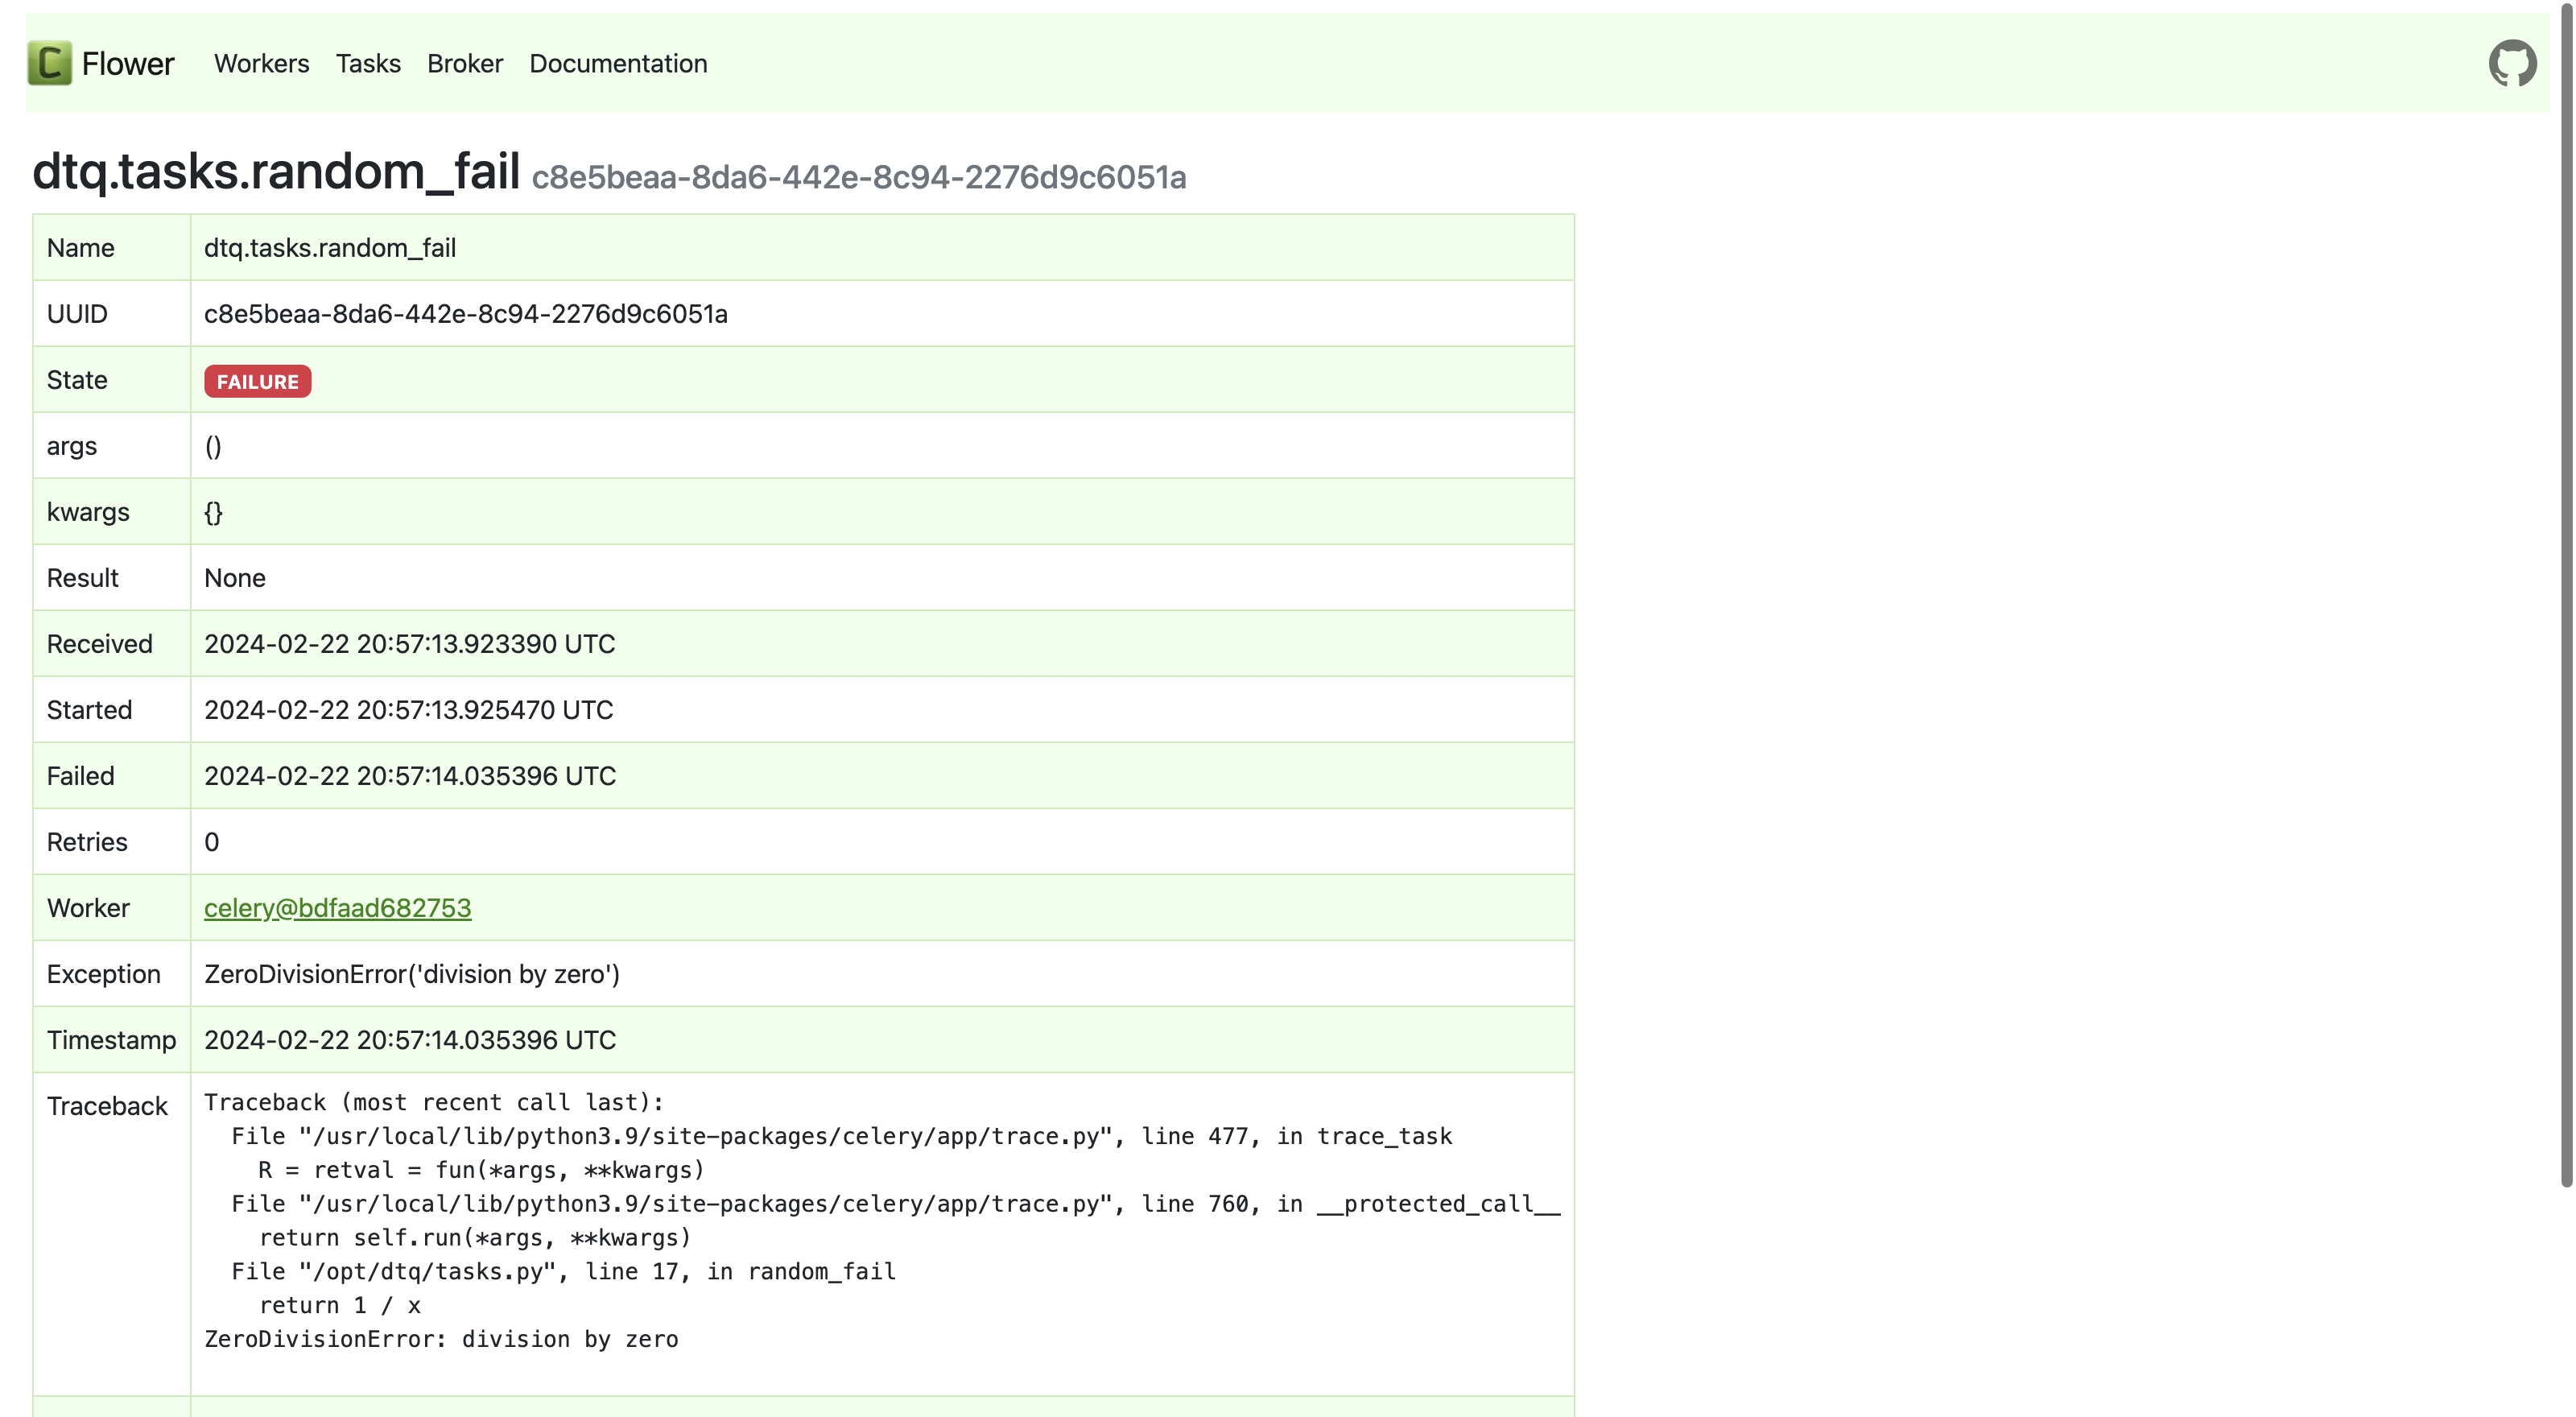 C Flower Workers Tasks Broker Documentation
dtq.tasks.random_fail c8e5beaa-8da6-442e-8c94-2276d9c6051a
Name dtq.tasks.random_fail
UUID c8e5beaa-8da6-442e-8c94-2276d9c6051a
State FAILURE
args ()
kwargs {}
Result None
Received 2024-02-22 20:57:13.923390 UTC
Started 2024-02-22 20:57:13.925470 UTC
Failed 2024-02-22 20:57:14.035396 UTC
Retries 0
Worker celery@bdfaad682753
Exception ZeroDivisionError('division by zero')
Timestamp 2024-02-22 20:57:14.035396 UTC
Traceback Traceback (most recent call last):
  File "/usr/local/lib/python3.9/site-packages/celery/app/trace.py", line 477, in trace_task
    R = retval = fun(*args, **kwargs)
  File "/usr/local/lib/python3.9/site-packages/celery/app/trace.py", line 760, in __protected_call__
    return self.run(*args, **kwargs)
  File "/opt/dtq/tasks.py", line 17, in random_fail
    return 1 / x
ZeroDivisionError: division by zero